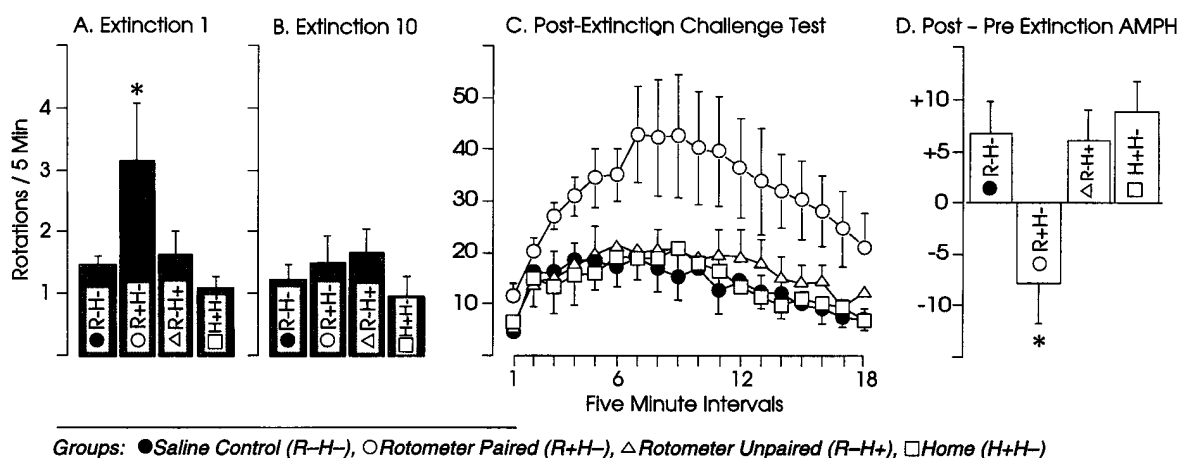 A. Extinction 1
B. Extinction 10
C. Post-Extinction Challenge Test
D. Post – Pre Extinction AMPH
Rotations / 5 Min
4
3
2
1
●R-H-
○R+H-
△R-H+
□H+H-
●R-H-
○R+H-
△R-H+
□H+H-
50
40
30
20
10
1
6
12
18
Five Minute Intervals
+10
+5
0
-5
-10
●R-H-
○R+H-
△R-H+
□H+H-
*
*
Groups: ●Saline Control (R–H–), ○Rotometer Paired (R+H–), △Rotometer Unpaired (R–H+), □Home (H+H–)